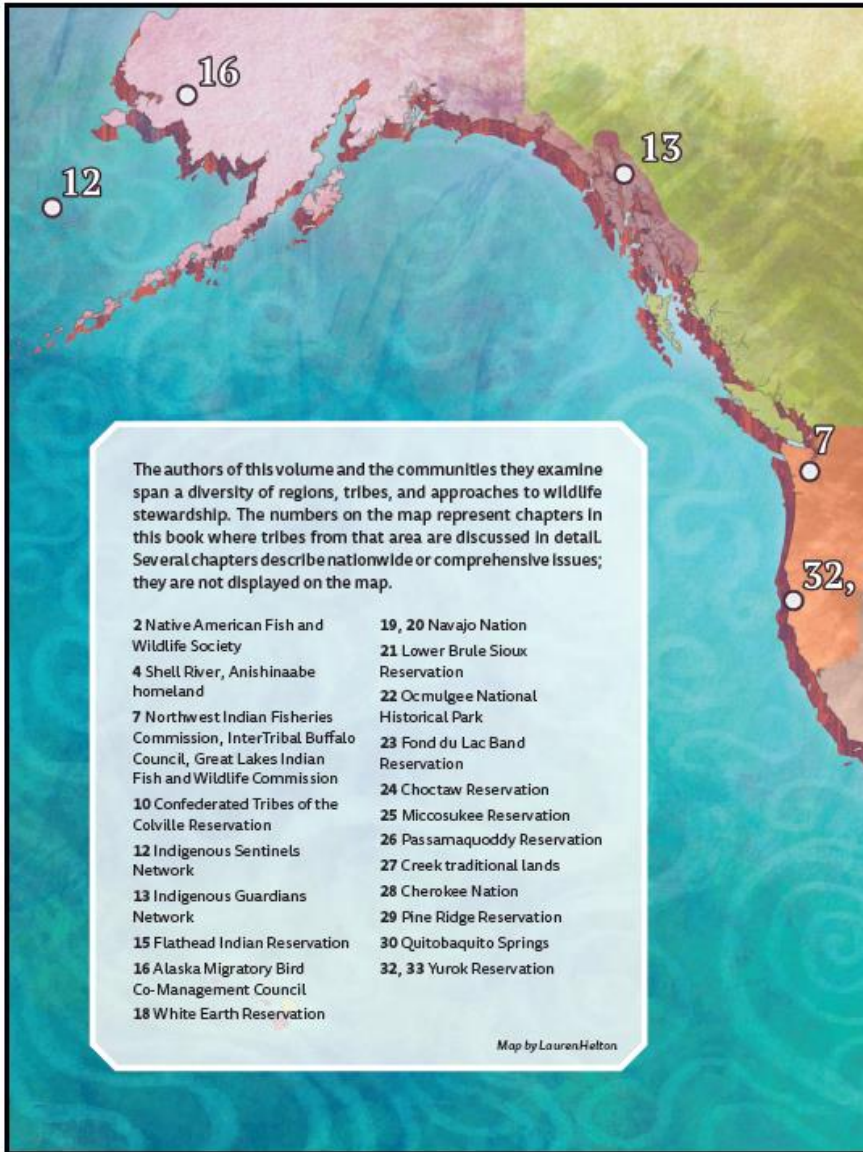 16
13
12
7
32,
The authors of this volume and the communities they examine
span a diversity of regions, tribes, and approaches to wildlife
stewardship. The numbers on the map represent chapters in
this book where tribes from that area are discussed in detail.
Several chapters describe nationwide or comprehensive issues;
they are not displayed on the map.
2 Native American Fish and
Wildlife Society
4 Shell River, Anishinaabe
homeland
7 Northwest Indian Fisheries
Commission, InterTribal Buffalo
Council, Great Lakes Indian
Fish and Wildlife Commission
10 Confederated Tribes of the
Colville Reservation
12 Indigenous Sentinels
Network
13 Indigenous Guardians
Network
15 Flathead Indian Reservation
16 Alaska Migratory Bird
Co-Management Council
18 White Earth Reservation
19, 20 Navajo Nation
21 Lower Brule Sioux
Reservation
22 Ocmulgee National
Historical Park
23 Fond du Lac Band
Reservation
24 Choctaw Reservation
25 Miccosukee Reservation
26 Passamaquoddy Reservation
27 Creek traditional lands
28 Cherokee Nation
29 Pine Ridge Reservation
30 Quitobaquito Springs
32, 33 Yurok Reservation
Map by Lauren Helton